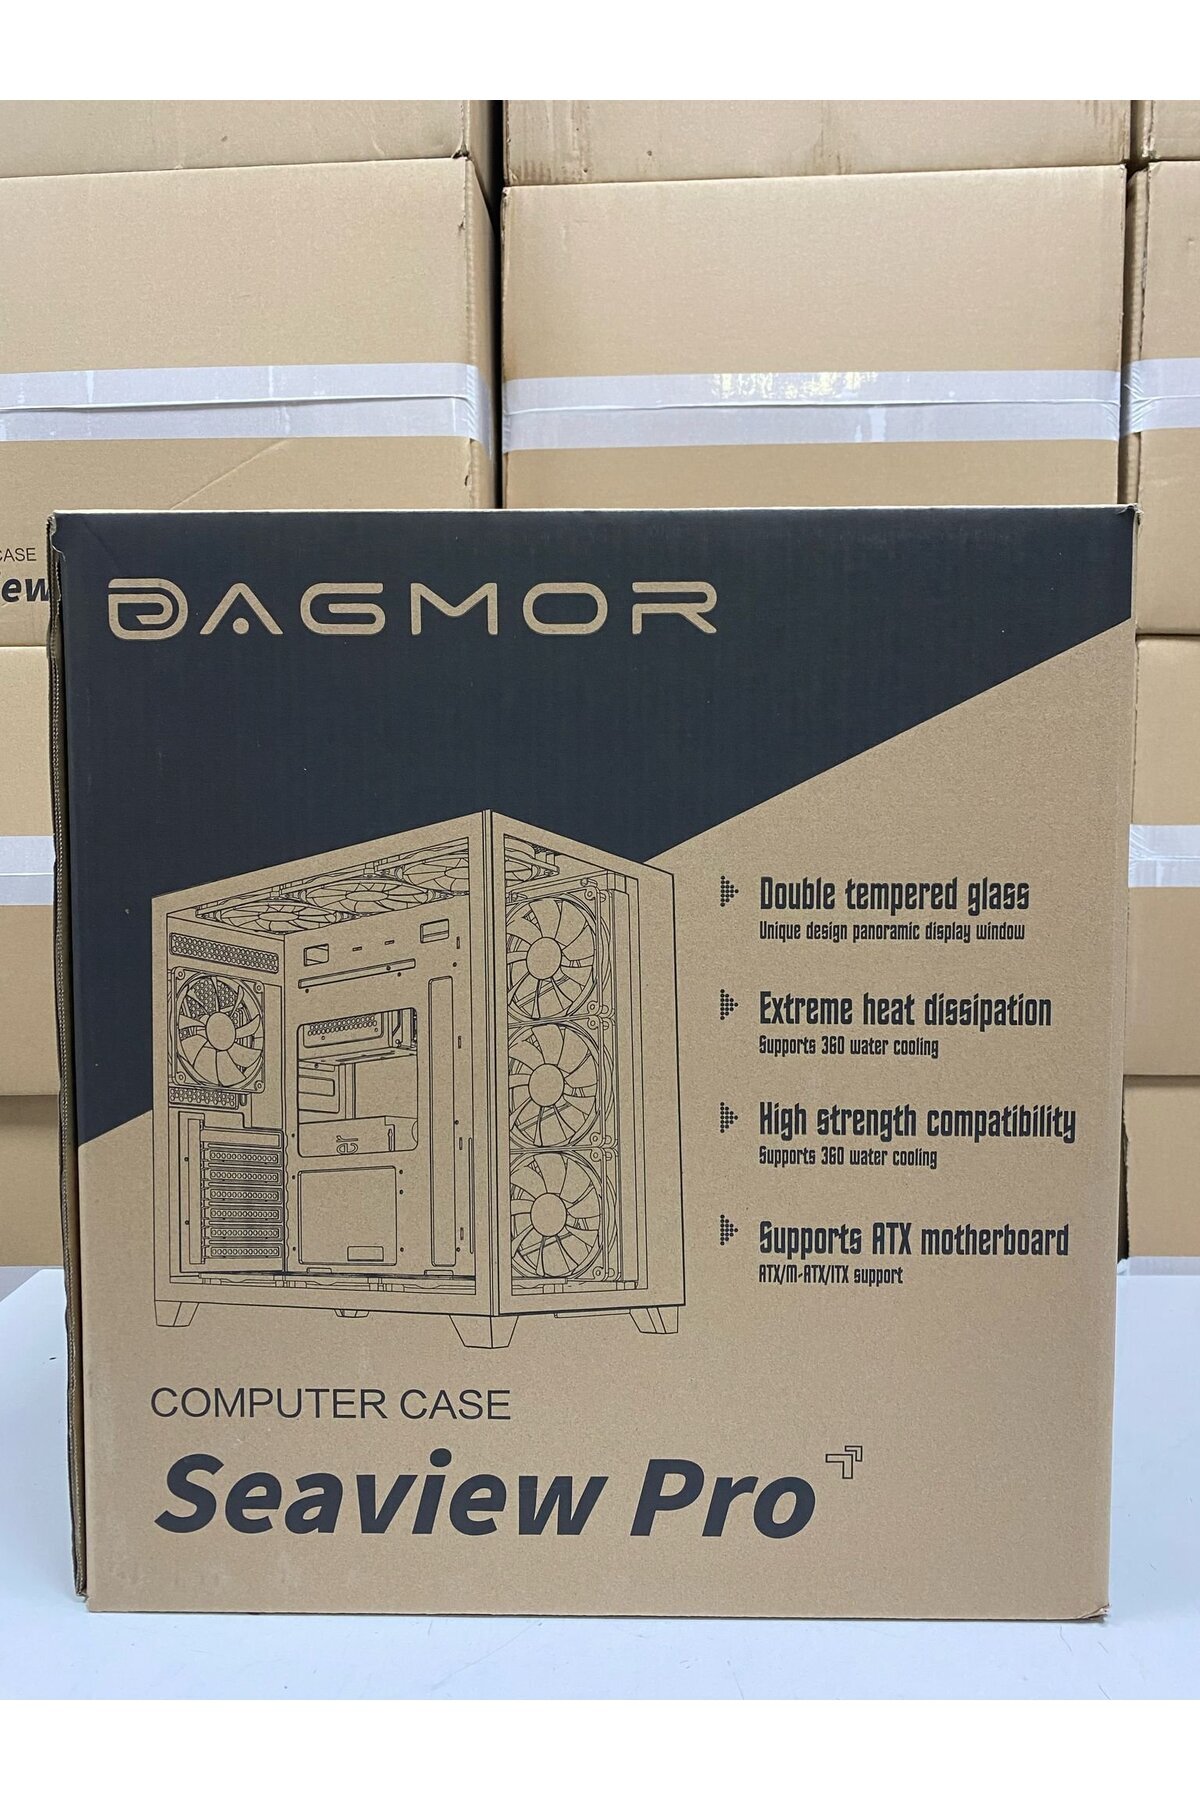 CASE
ew
DAGMOR
Double tempered glass
Unique design panoramic display window
Extreme heat dissipation
Supports 360 water cooling
High strength compatibility
Supports 360 water cooling
Supports ATX motherboard
ATX/M-ATX/ITX support
COMPUTER CASE
Seaview Pro